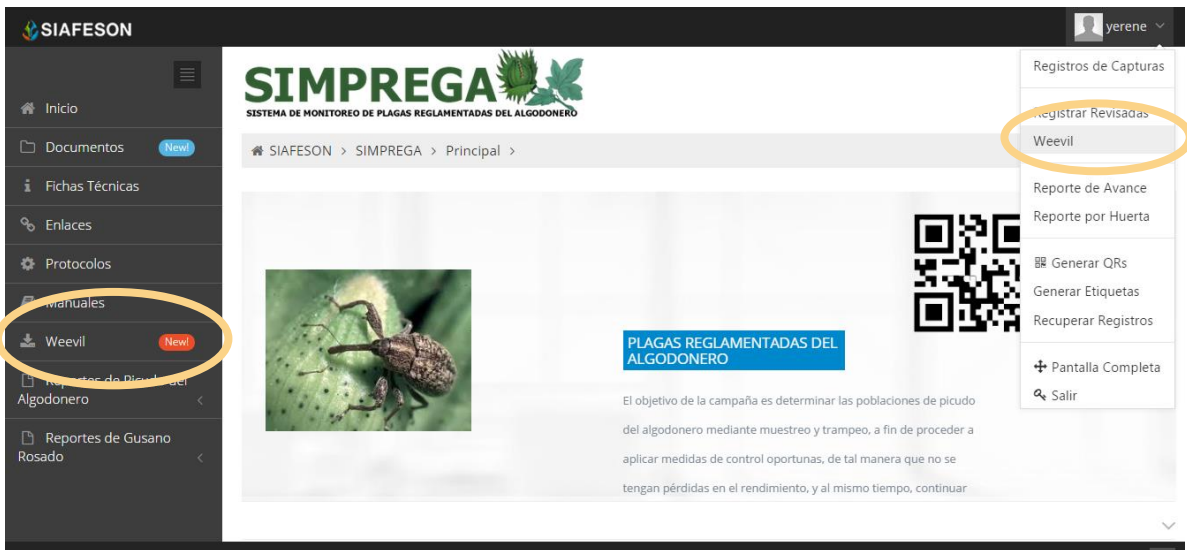 SIAFESON
yerene
Inicio
Documentos New!
Fichas Técnicas
Enlaces
Protocolos
Manuales
Weevil New!
Reportes de Picudo del
Algodonero
Reportes de Gusano
Rosado
SIMPREGA
SISTEMA DE MONITOREO DE PLAGAS REGLAMENTADAS DEL ALGODONERO
SIAFESON > SIMPREGA > Principal >
PLAGAS REGLAMENTADAS DEL
ALGODONERO
El objetivo de la campaña es determinar las poblaciones de picudo
del algodonero mediante muestreo y trampeo, a fin de proceder a
aplicar medidas de control oportunas, de tal manera que no se
tengan pérdidas en el rendimiento, y al mismo tiempo, continuar
Registros de Capturas
Registrar Revisadas
Weevil
Reporte de Avance
Reporte por Huerta
Generar QRs
Generar Etiquetas
Recuperar Registros
Pantalla Completa
Salir